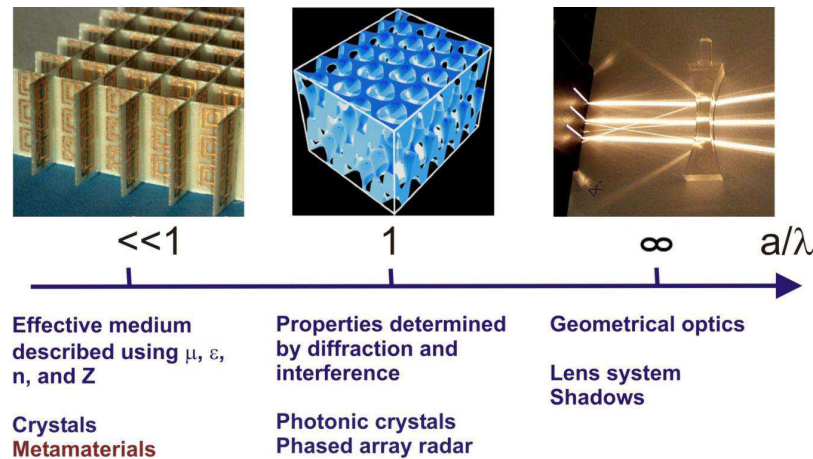 <<1
1
∞
a/λ
Effective medium
described using μ, ε,
n, and Z
Crystals
Metamaterials
Properties determined
by diffraction and
interference
Photonic crystals
Phased array radar
Geometrical optics
Lens system
Shadows